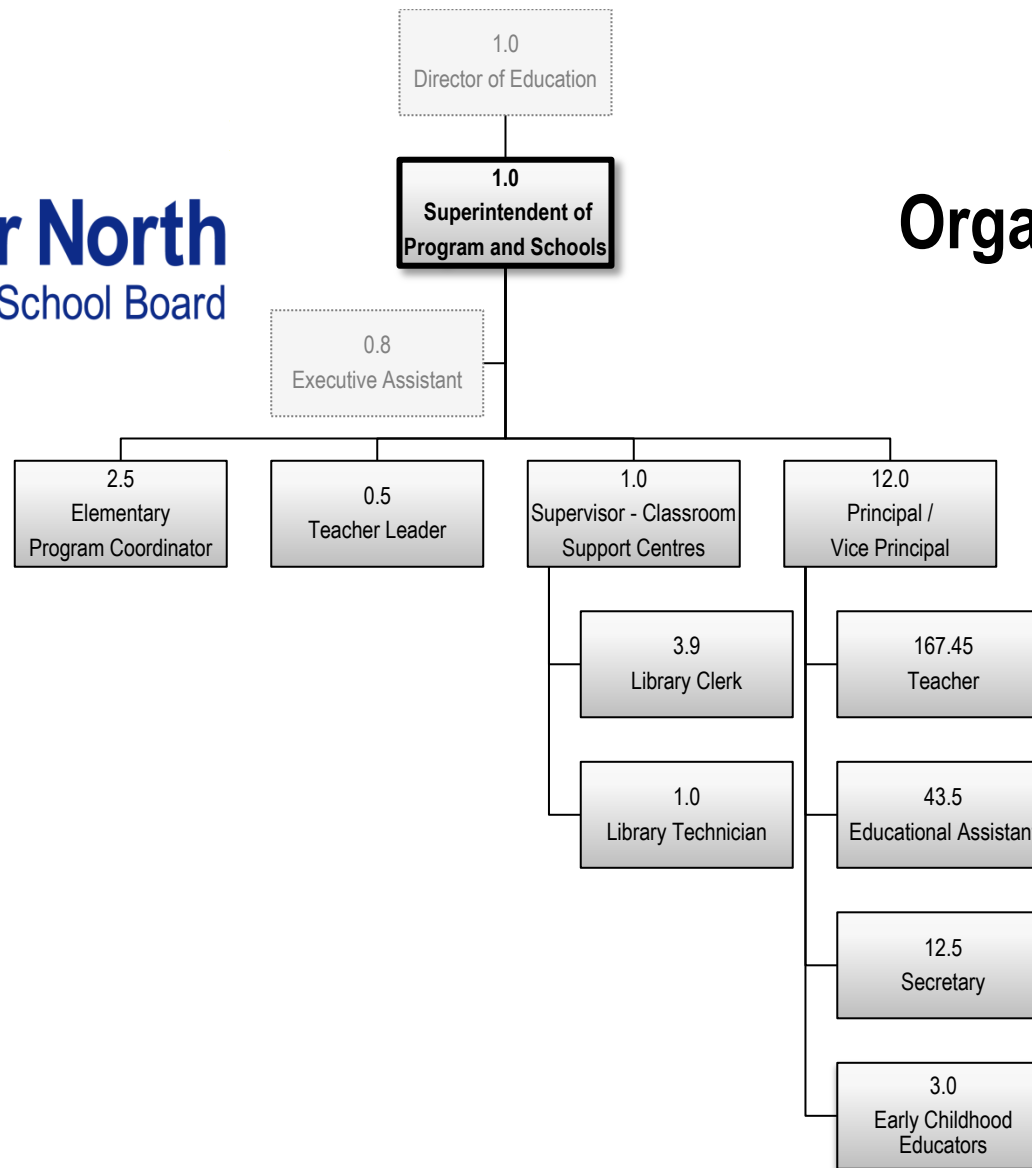 1.0
Director of Education
1.0
Superintendent of
Program and Schools
r North
School Board
Orga
0.8
Executive Assistant
2.5
Elementary
Program Coordinator
0.5
Teacher Leader
1.0
Supervisor - Classroom
Support Centres
12.0
Principal /
Vice Principal
3.9
Library Clerk
167.45
Teacher
1.0
Library Technician
43.5
Educational Assistan
12.5
Secretary
3.0
Early Childhood
Educators